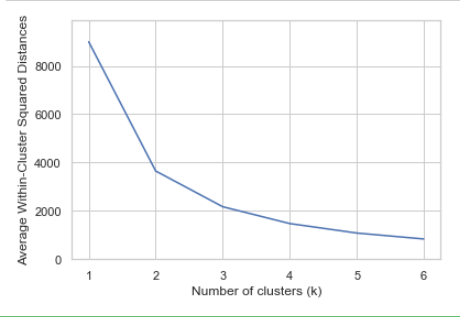 Average Within-Cluster Squared Distances
8000
6000
4000
2000
0
1 2 3 4 5 6
Number of clusters (k)